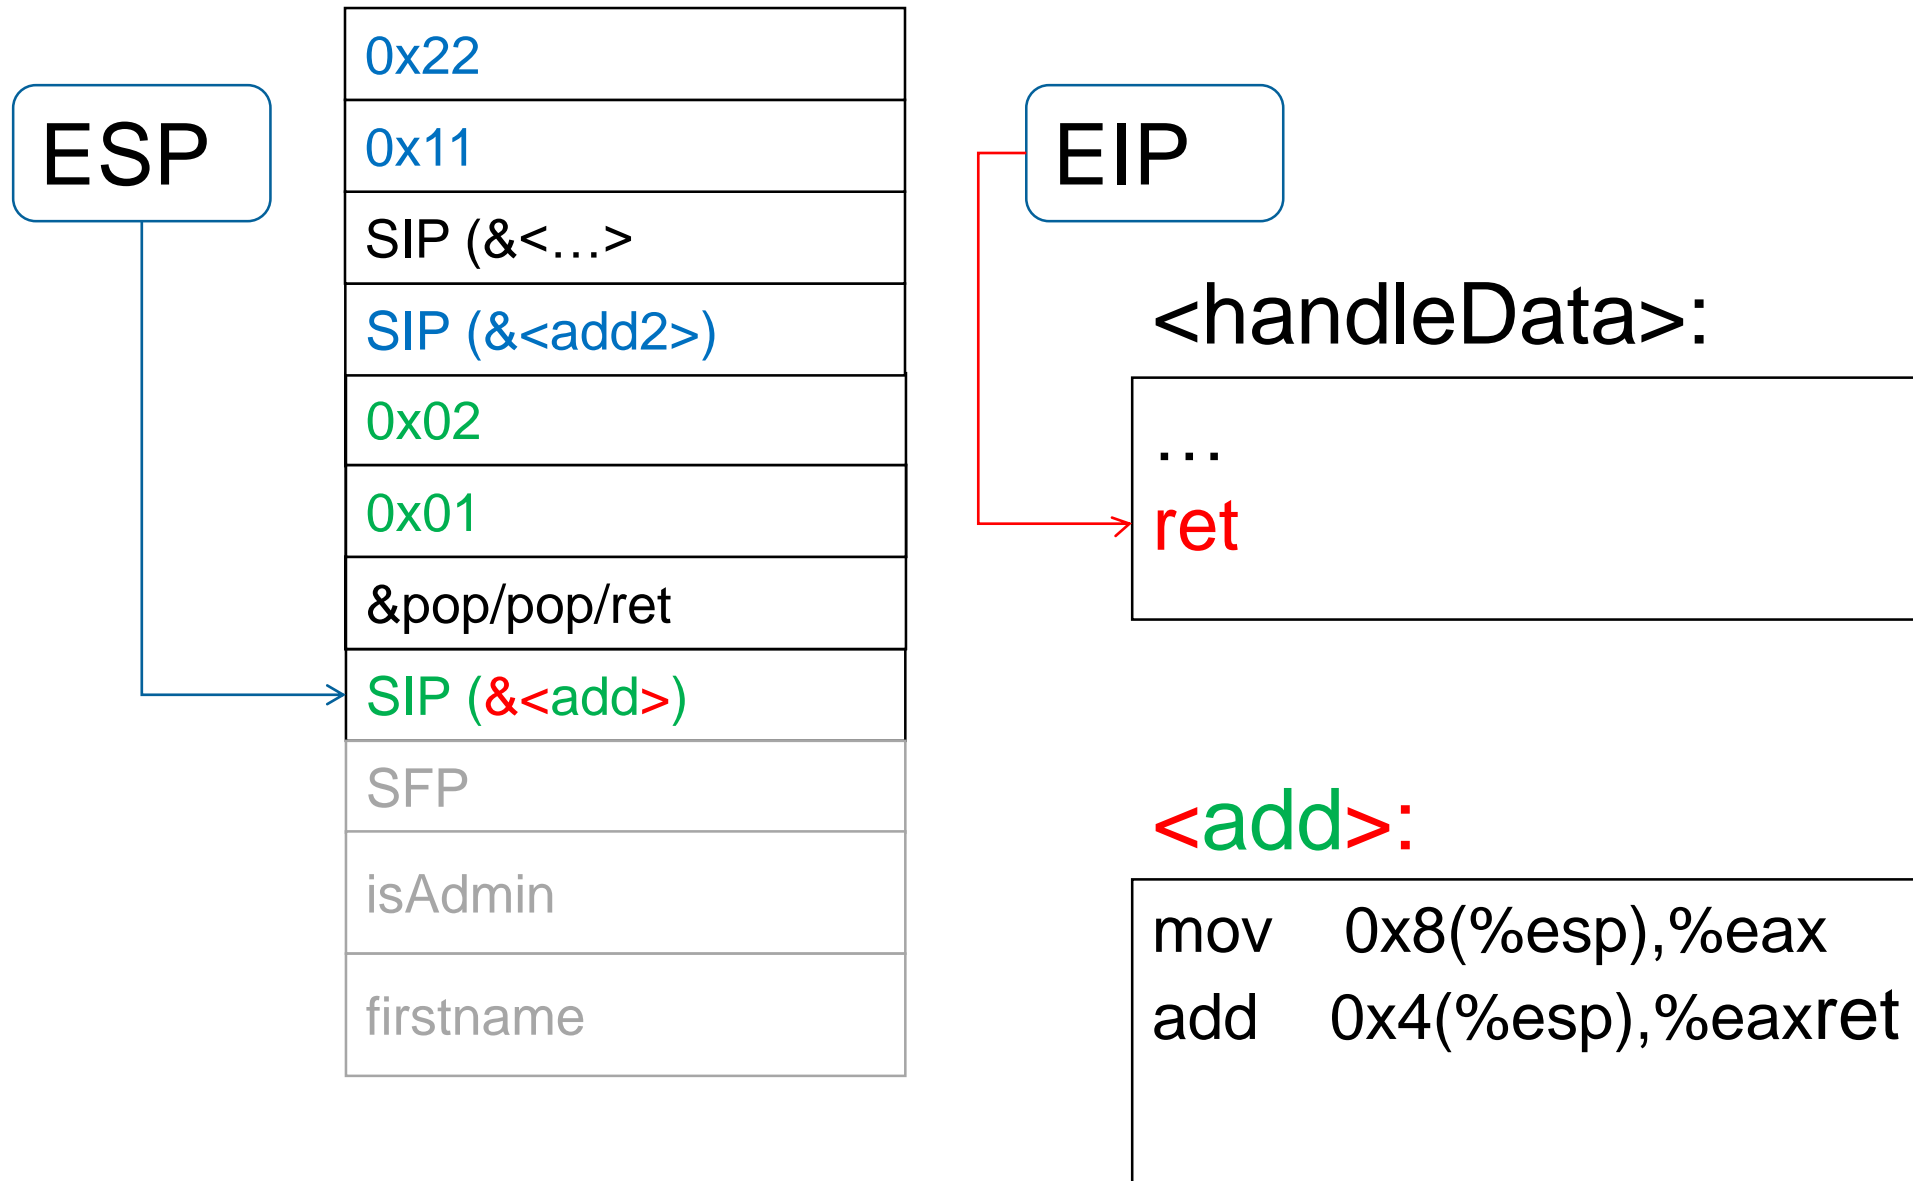 ESP
0x22
0x11
SIP (&<…>
SIP (&<add2>)
0x02
0x01
&pop/pop/ret
SIP (&<add>)
SFP
isAdmin
firstname
EIP
<handleData>:
…
ret
<add>:
mov 0x8(%esp),%eax
add 0x4(%esp),%eaxret